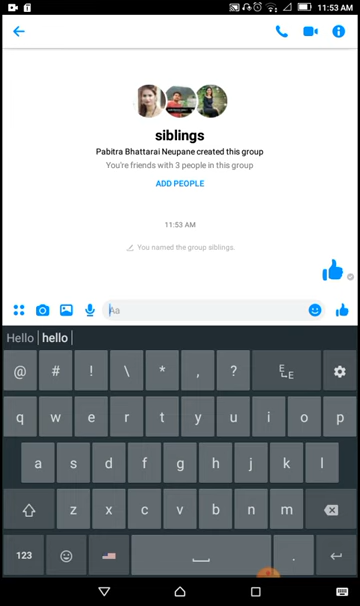 11:53 AM
siblings
Pabitra Bhattarai Neupane created this group
You're friends with 3 people in this group
ADD PEOPLE
11:53 AM
You named the group siblings.
Aa
Hello hello
@ # ! \ * , ?
q w e r t y u i o p
a s d f g h j k l
z x c v b n m
123 .